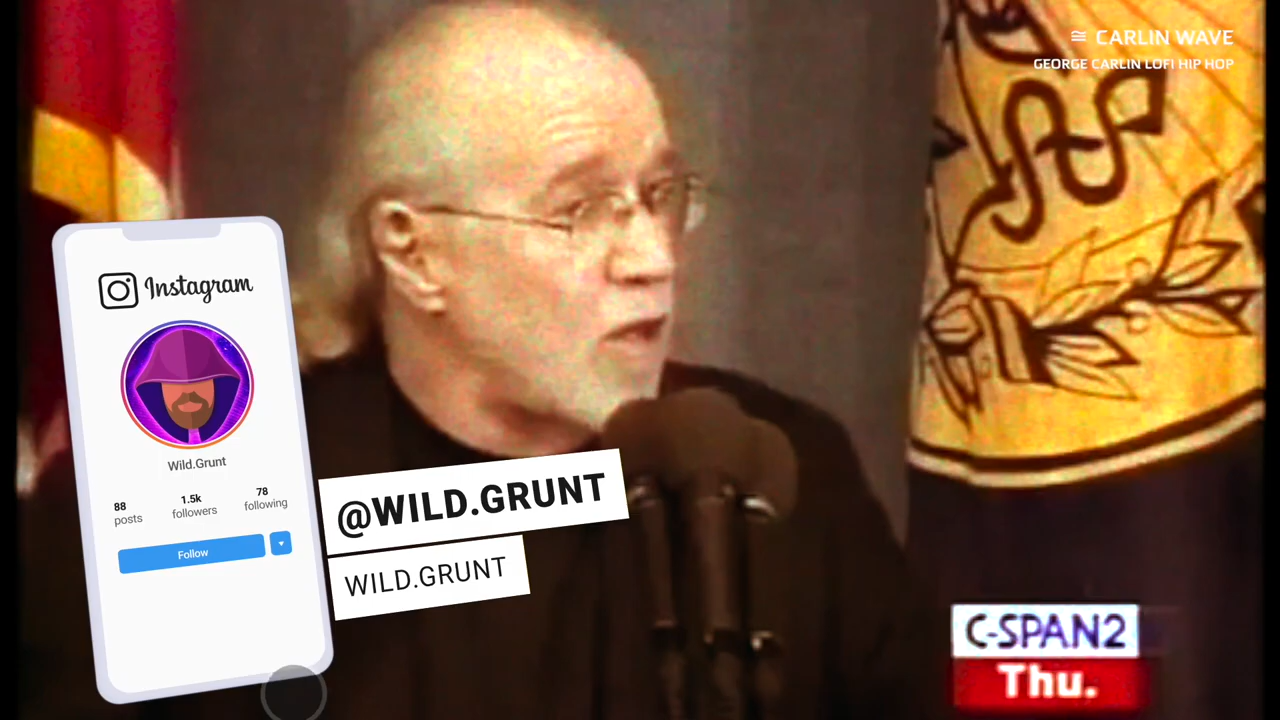 ≅ CARLIN WAVE
GEORGE CARLIN LOFI HIP HOP
Instagram
Wild.Grunt
88 posts
1.5k followers
78 following
Follow
@WILD.GRUNT
WILD.GRUNT
C-SPAN2
Thu.